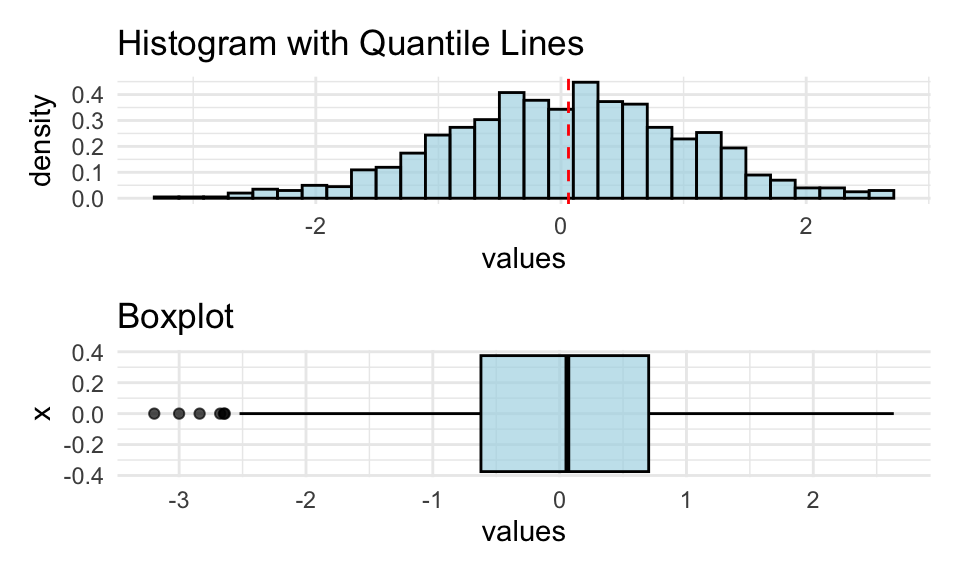 Histogram with Quantile Lines
density
0.4
0.3
0.2
0.1
0.0
-2 0 2
values
Boxplot
x
0.4
0.2
0.0
-0.2
-0.4
-3 -2 -1 0 1 2
values